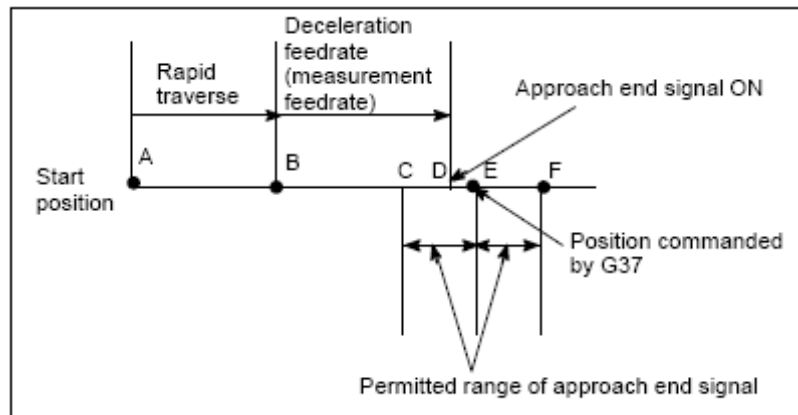 Deceleration
feedrate
(measurement
feedrate)
Rapid
traverse
Approach end signal ON
A
B
C
D
E
F
Start
position
Position commanded
by G37
Permitted range of approach end signal